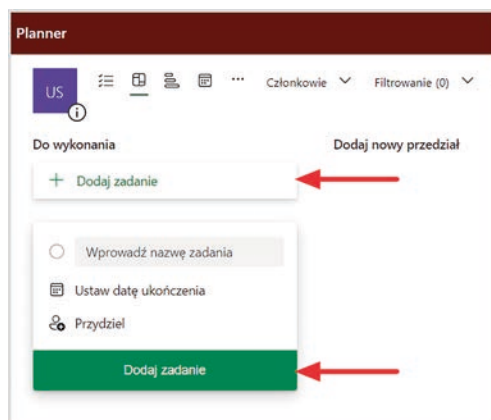 Planner
US
Członkowie
Filtrowanie (0)
Do wykonania
Dodaj nowy przedział
Dodaj zadanie
Wprowadź nazwę zadania
Ustaw datę ukończenia
Przydziel
Dodaj zadanie